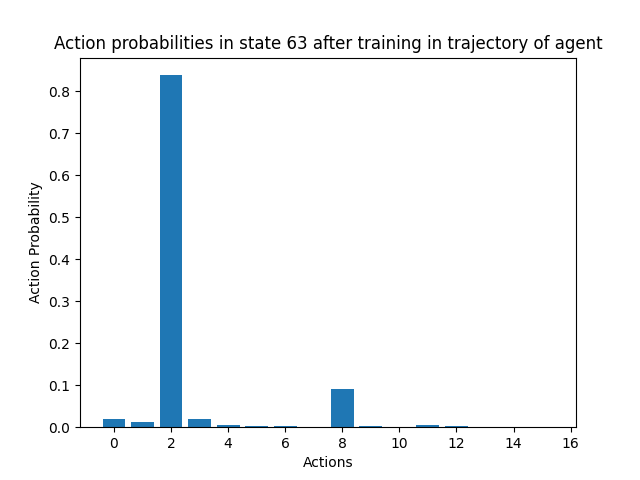 Action probabilities in state 63 after training in trajectory of agent
0.8
0.7
0.6
0.5
0.4
0.3
0.2
0.1
0.0
Action Probability
0 2 4 6 8 10 12 14 16
Actions